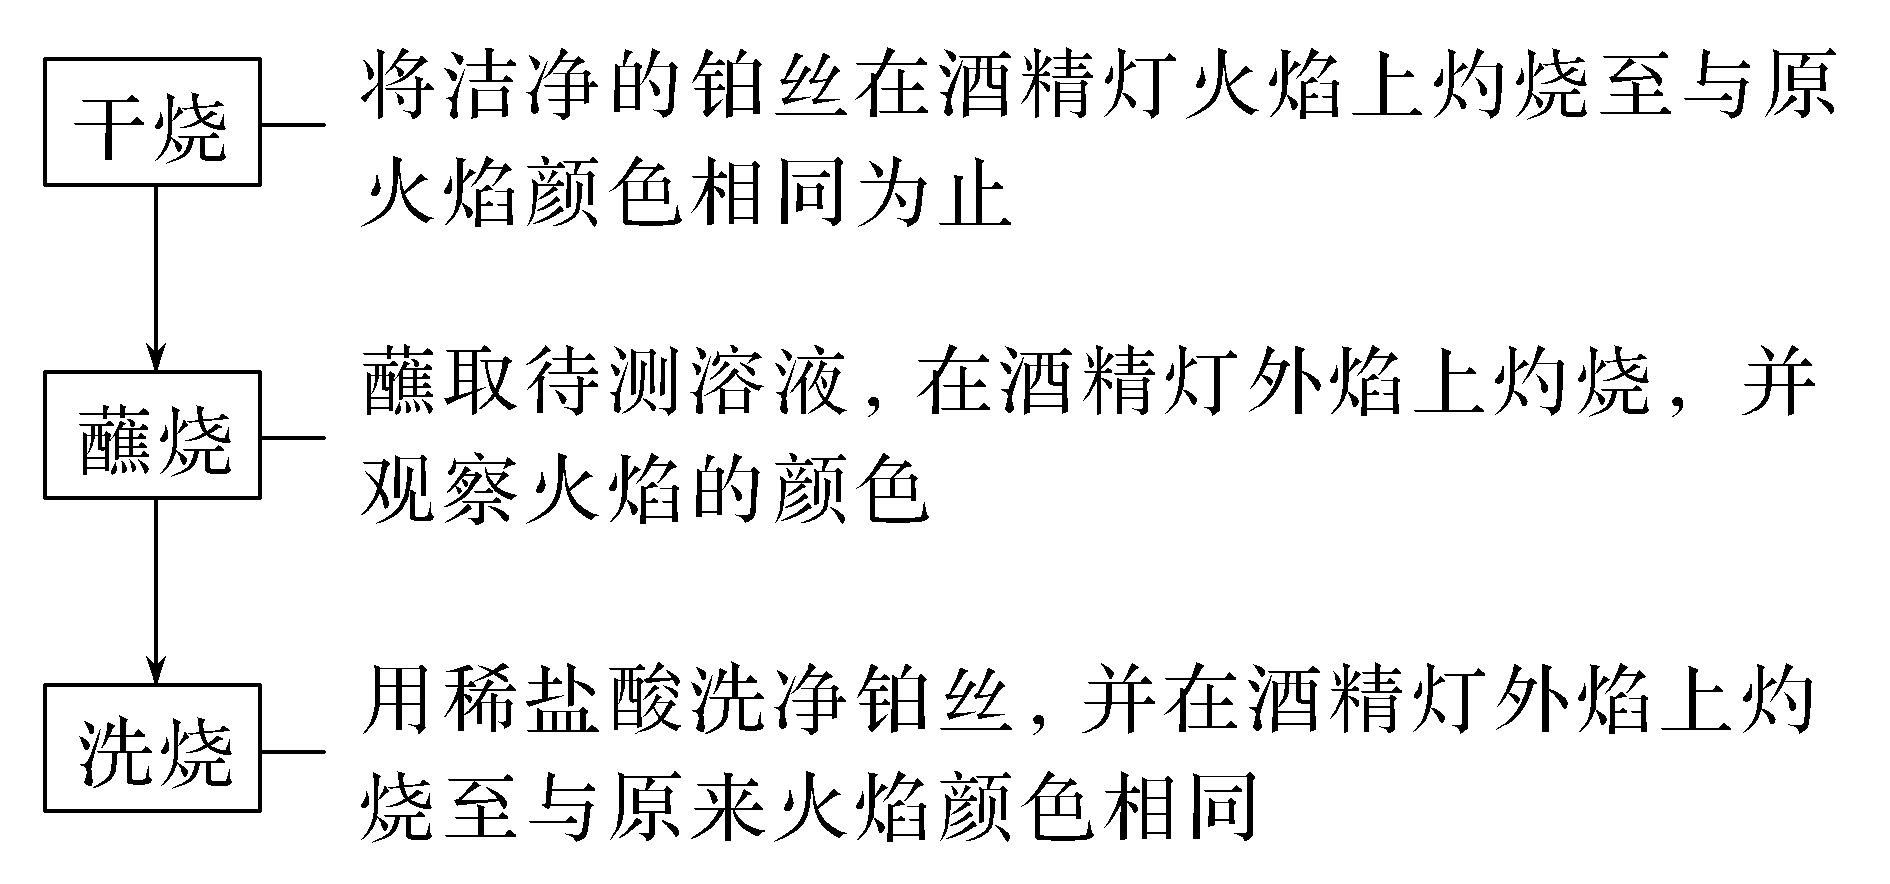 干烧
将洁净的铂丝在酒精灯火焰上灼烧至与原
火焰颜色相同为止
蘸烧
蘸取待测溶液,在酒精灯外焰上灼烧,并
观察火焰的颜色
洗烧
用稀盐酸洗净铂丝,并在酒精灯外焰上灼
烧至与原来火焰颜色相同